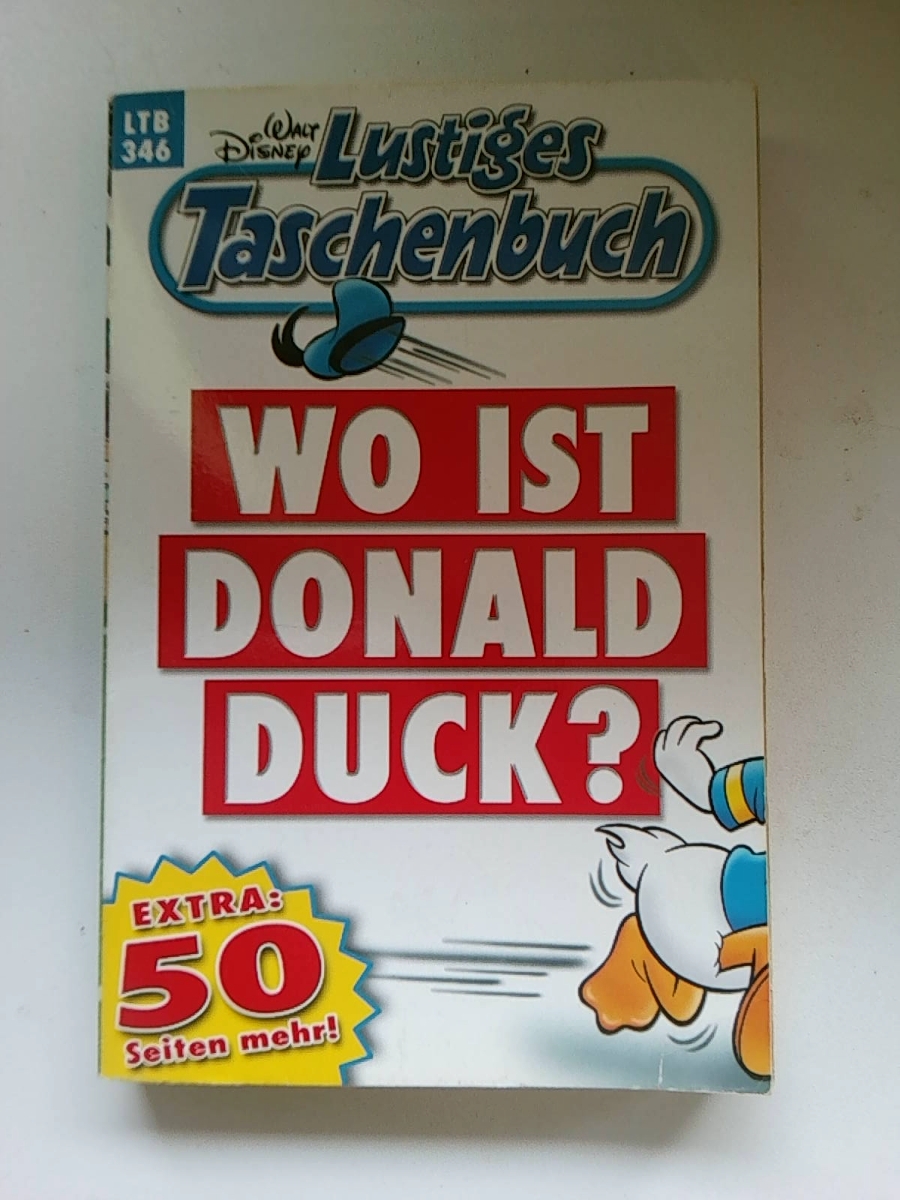 LTB
346
Walt
Disney
Lustiges
Taschenbuch
WO IST
DONALD
DUCK?
EXTRA:
50
Seiten mehr!